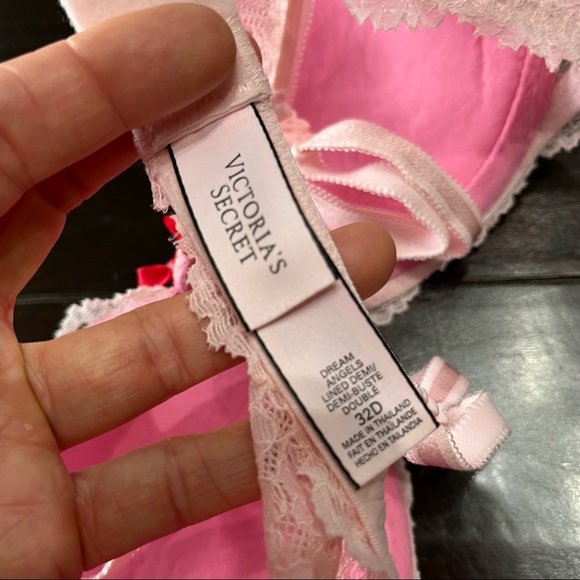 VICTORIA'S
SECRET
DREAM
ANGELS
LINED DEMI/
DEMI-BUSTE
DOUBLÉ
32D
MADE IN THAILAND
FAIT EN THAÏLANDE
HECHO EN TAILANDIA